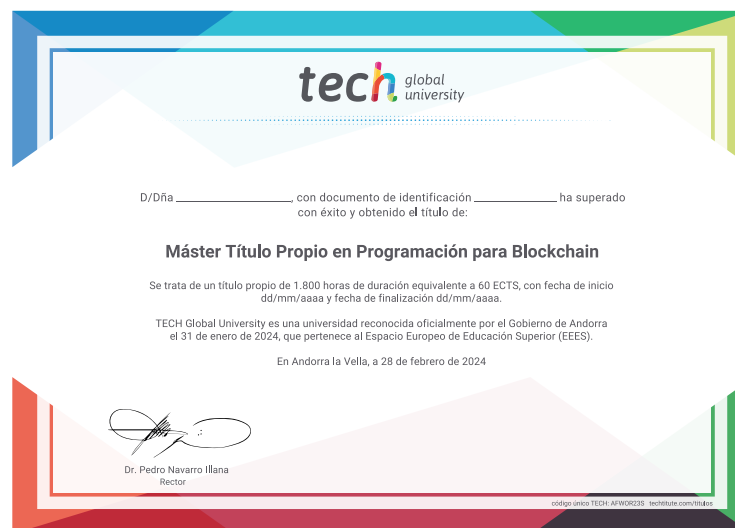 tech global
university
D/Dña ____________________, con documento de identificación ______________ ha superado
con éxito y obtenido el título de:
Máster Título Propio en Programación para Blockchain
Se trata de un título propio de 1.800 horas de duración equivalente a 60 ECTS, con fecha de inicio
dd/mm/aaaa y fecha de finalización dd/mm/aaaa.
TECH Global University es una universidad reconocida oficialmente por el Gobierno de Andorra
el 31 de enero de 2024, que pertenece al Espacio Europeo de Educación Superior (EEES).
En Andorra la Vella, a 28 de febrero de 2024
Dr. Pedro Navarro Illana
Rector
código único TECH: AFWOR23S techtitute.com/titulos